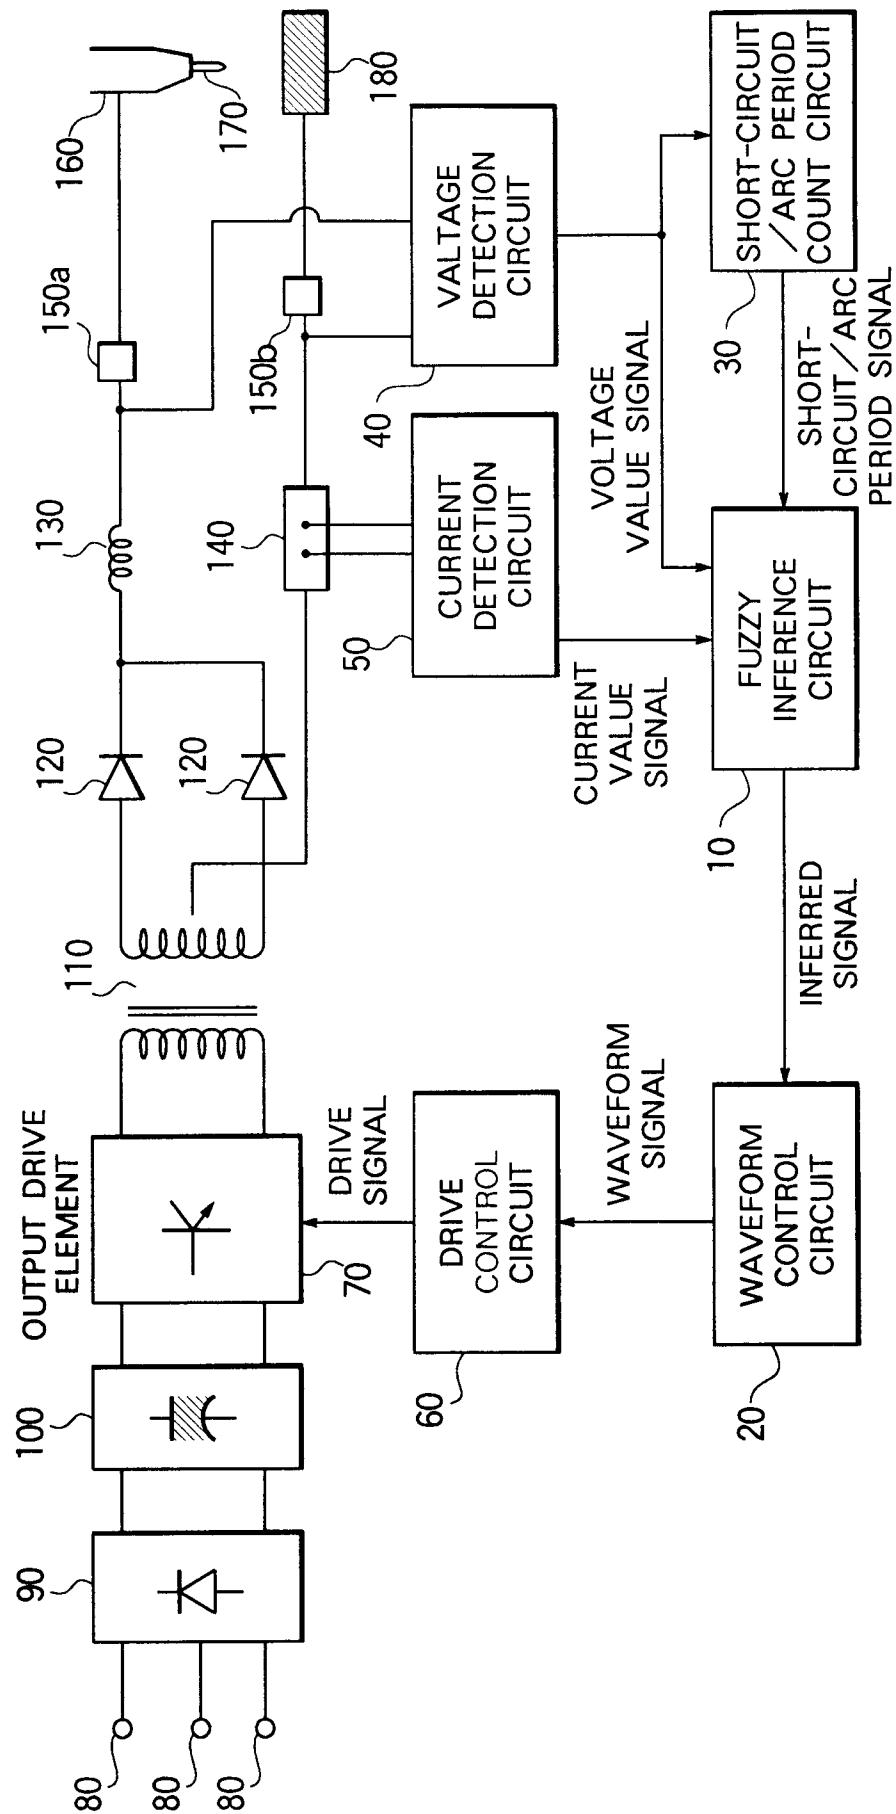 OUTPUT DRIVE
ELEMENT
80
80
80
90
100
70
110
120
120
130
140
150a
150b
160
170
180
DRIVE
SIGNAL
DRIVE
CONTROL
CIRCUIT
60
CURRENT
DETECTION
CIRCUIT
50
VALTAGE
DETECTION
CIRCUIT
40
WAVEFORM
SIGNAL
CURRENT
VALUE
SIGNAL
VOLTAGE
VALUE SIGNAL
WAVEFORM
CONTROL
CIRCUIT
20
INFERRED
SIGNAL
FUZZY
INFERENCE
CIRCUIT
10
SHORT-
CIRCUIT/ARC
PERIOD SIGNAL
SHORT-CIRCUIT
/ARC PERIOD
COUNT CIRCUIT
30